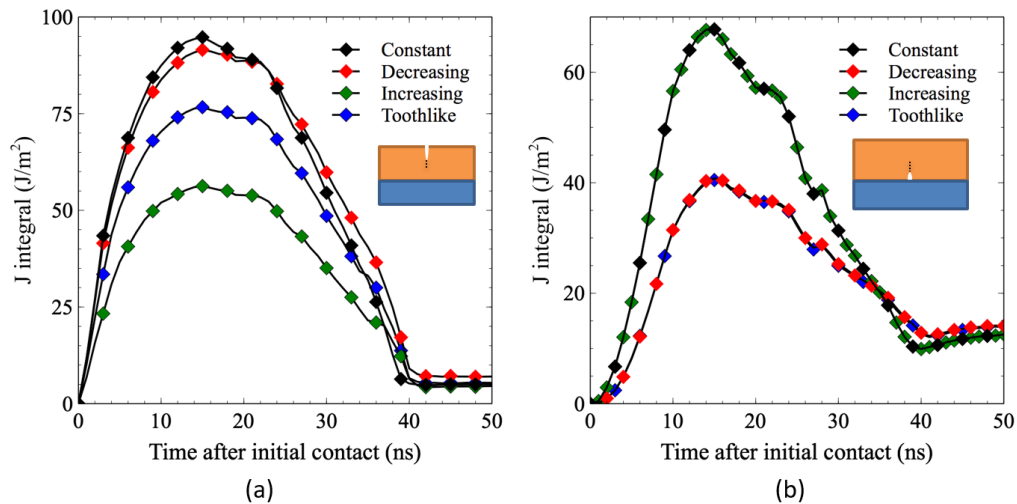 100
75
50
25
0
J integral (J/m²)
Constant
Decreasing
Increasing
Toothlike
0 10 20 30 40 50
Time after initial contact (ns)
(a)
60
40
20
0
J integral (J/m²)
Constant
Decreasing
Increasing
Toothlike
0 10 20 30 40 50
Time after initial contact (ns)
(b)